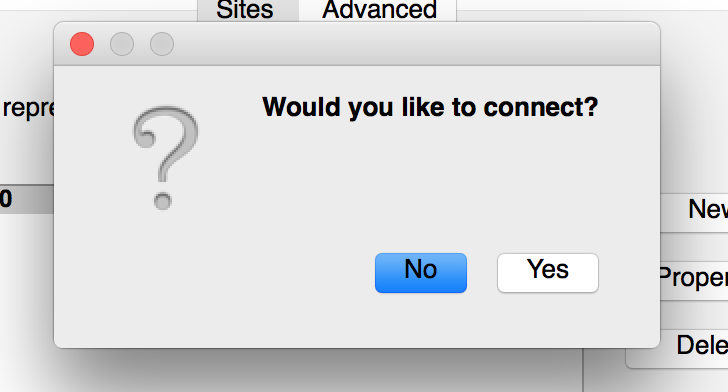 Sites Advanced
Would you like to connect?
No Yes